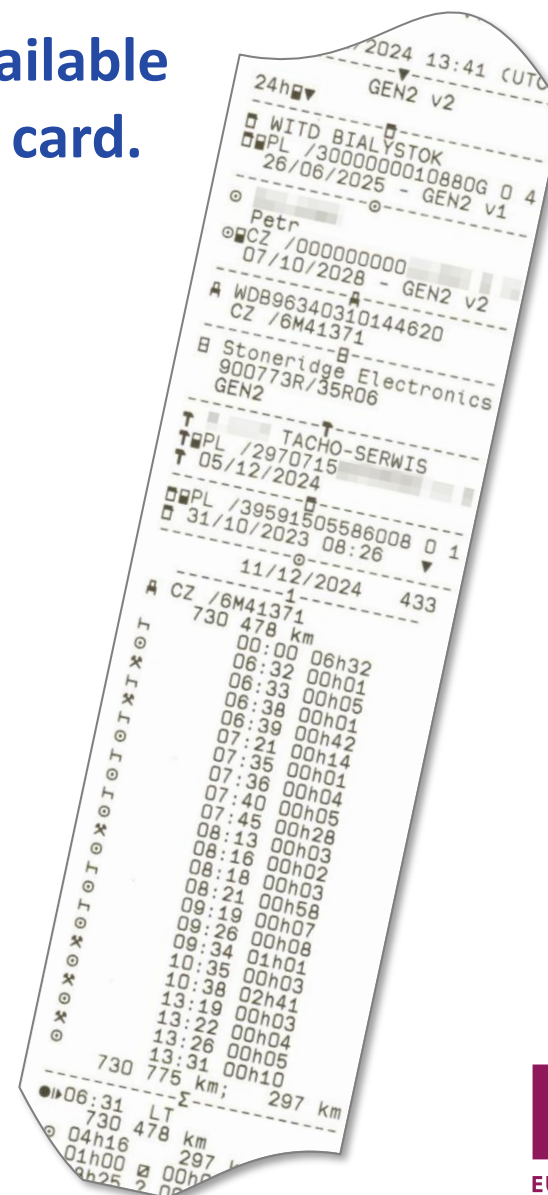 ailable
card.
/2024 13:41 (UTC
24h GEN2 v2
WITD BIALYSTOK
PL /3000000010880G 0 4
26/06/2025 - GEN2 v1
Petr
CZ /000000000
07/10/2028 - GEN2 v2
WDB96340310144620
CZ /6M41371
Stoneridge Electronics
900773R/35R06
GEN2
TACHO-SERWIS
PL /2970715
05/12/2024
PL /39591505586008 0 1
31/10/2023 08:26
11/12/2024 433
1
CZ /6M41371
730 478 km
00:00 06h32
06:32 00h01
06:33 00h05
06:38 00h01
06:39 00h42
07:21 00h14
07:35 00h01
07:36 00h04
07:40 00h05
07:45 00h28
08:13 00h03
08:16 00h02
08:18 00h03
08:21 00h58
09:19 00h07
09:26 00h08
09:34 01h01
10:35 00h03
10:38 02h41
13:19 00h03
13:22 00h04
13:26 00h05
13:31 00h10
730 775 km; 297 km
Σ
06:31 LT
730 478 km
04h16 297
01h00
EU